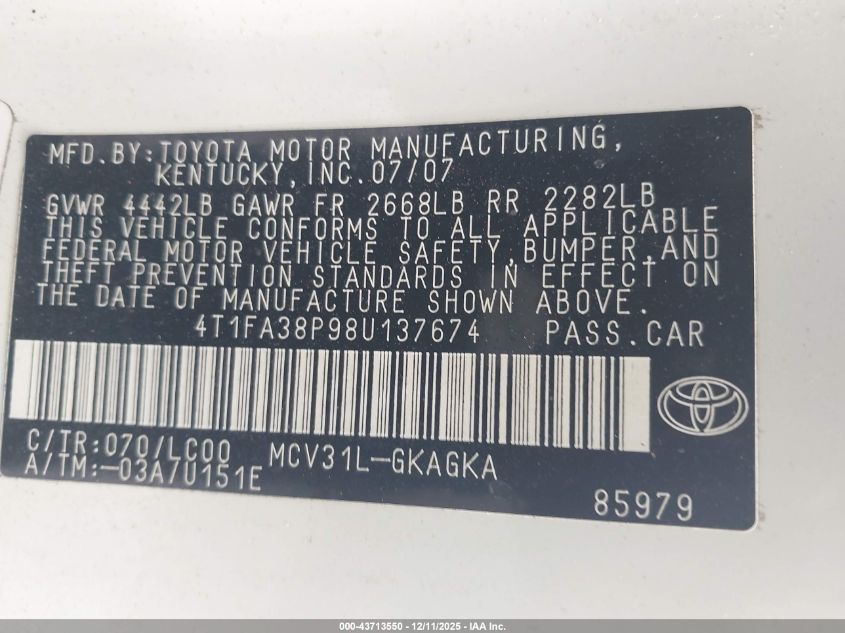 MFD.BY:TOYOTA MOTOR MANUFACTURING,
KENTUCKY,INC.07/07
GVWR 4442LB GAWR FR 2668LB RR 2282LB
THIS VEHICLE CONFORMS TO ALL APPLICABLE
FEDERAL MOTOR VEHICLE SAFETY,BUMPER,AND
THEFT PREVENTION STANDARDS IN EFFECT ON
THE DATE OF MANUFACTURE SHOWN ABOVE.
4T1FA38P98U137674 PASS.CAR
C/TR:070/LC00 MCV31L-GKAGKA
A/TM:-03A/U151E
85979
000-43713550 • 12/11/2025 - IAA Inc.